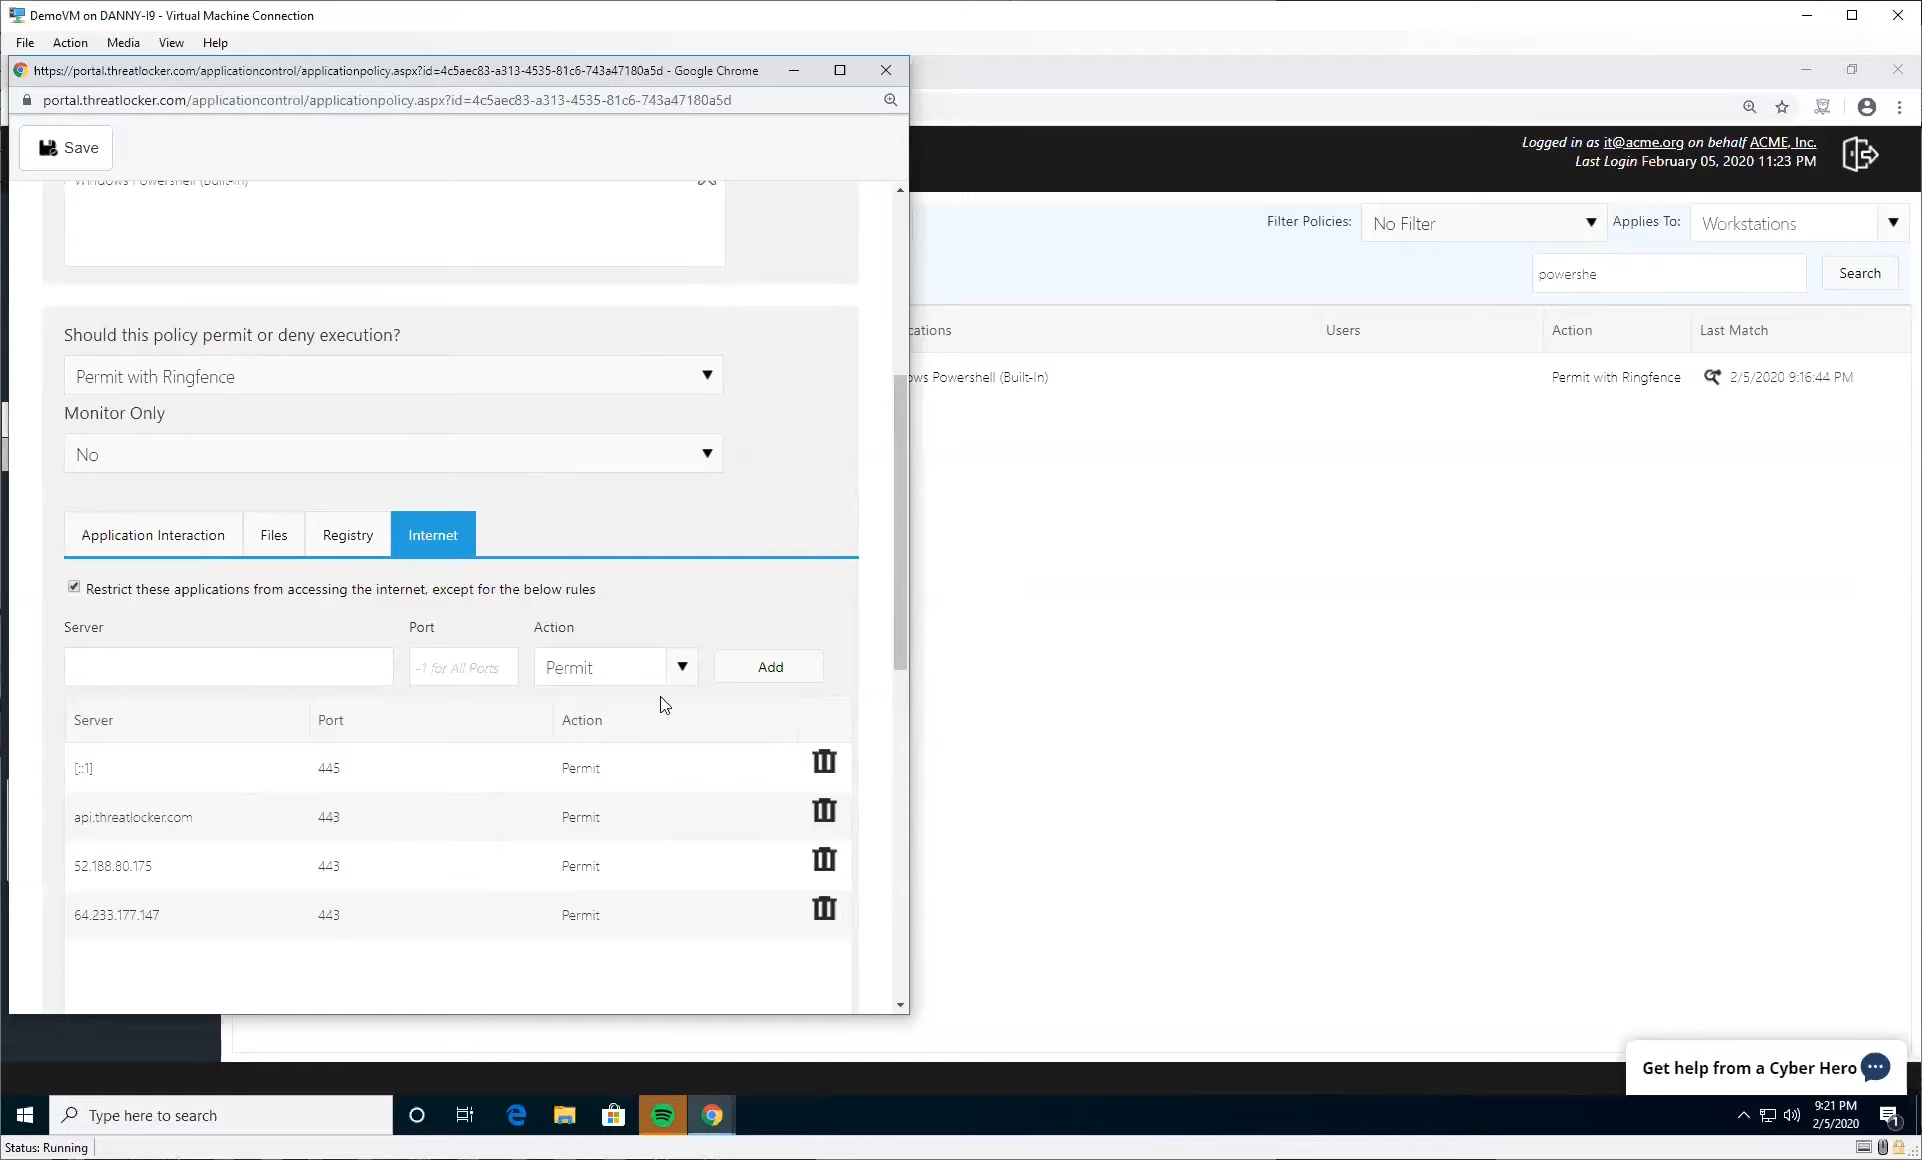 DemoVM on DANNY-I9 - Virtual Machine Connection
File Action Media View Help
https://portal.threatlocker.com/applicationcontrol/applicationpolicy.aspx?id=4c5aec83-a313-4535-81c6-743a47180a5d - Google Chrome
portal.threatlocker.com/applicationcontrol/applicationpolicy.aspx?id=4c5aec83-a313-4535-81c6-743a47180a5d
Save
Logged in as it@acme.org on behalf ACME, Inc.
Last Login February 05, 2020 11:23 PM
Windows Powershell (Built-In)
Filter Policies: No Filter Applies To: Workstations
powershe Search
cations Users Action Last Match
ows Powershell (Built-In) Permit with Ringfence 2/5/2020 9:16:44 PM
Should this policy permit or deny execution?
Permit with Ringfence
Monitor Only
No
Application Interaction Files Registry Internet
Restrict these applications from accessing the internet, except for the below rules
Server Port Action
-1 for All Ports Permit Add
Server Port Action
[::1] 445 Permit
api.threatlocker.com 443 Permit
52.188.80.175 443 Permit
64.233.177.147 443 Permit
Get help from a Cyber Hero
Type here to search
9:21 PM
2/5/2020
1
Status: Running